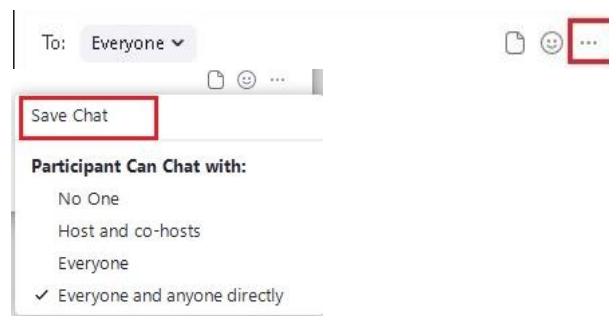 To: Everyone
Save Chat
Participant Can Chat with:
No One
Host and co-hosts
Everyone
✓ Everyone and anyone directly